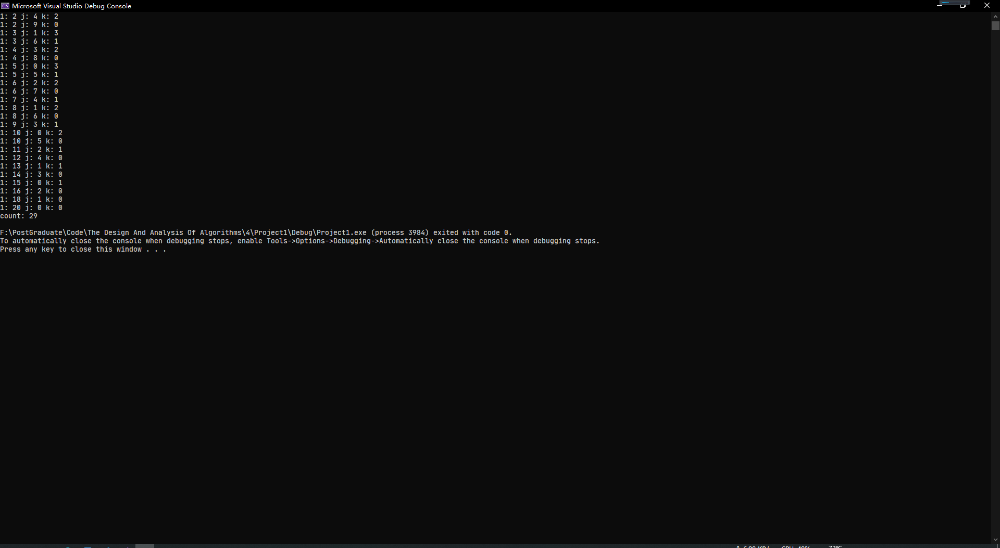 Microsoft Visual Studio Debug Console
1: 2 j: 4 k: 2
1: 2 j: 9 k: 0
1: 3 j: 1 k: 3
1: 3 j: 6 k: 1
1: 4 j: 3 k: 2
1: 4 j: 8 k: 0
1: 5 j: 0 k: 3
1: 5 j: 5 k: 1
1: 6 j: 2 k: 2
1: 6 j: 7 k: 0
1: 7 j: 4 k: 1
1: 8 j: 1 k: 2
1: 8 j: 6 k: 0
1: 9 j: 3 k: 1
1: 10 j: 0 k: 2
1: 10 j: 5 k: 0
1: 11 j: 2 k: 1
1: 12 j: 4 k: 0
1: 13 j: 1 k: 1
1: 14 j: 3 k: 0
1: 15 j: 0 k: 1
1: 16 j: 2 k: 0
1: 18 j: 1 k: 0
1: 20 j: 0 k: 0
count: 29
F:\PostGraduate\Code\The Design And Analysis Of Algorithms\4\Project1\Debug\Project1.exe (process 3984) exited with code 0.
To automatically close the console when debugging stops, enable Tools->Options->Debugging->Automatically close the console when debugging stops.
Press any key to close this window . . .